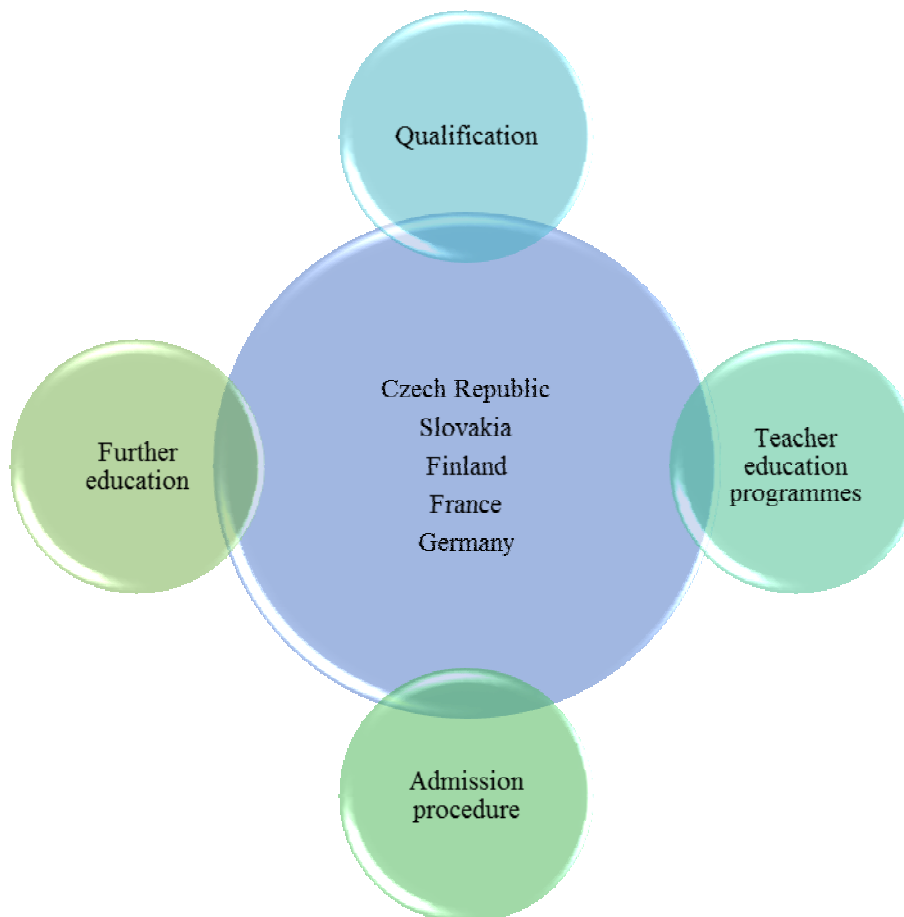 Qualification
Czech Republic
Slovakia
Finland
France
Germany
Further
education
Teacher
education
programmes
Admission
procedure